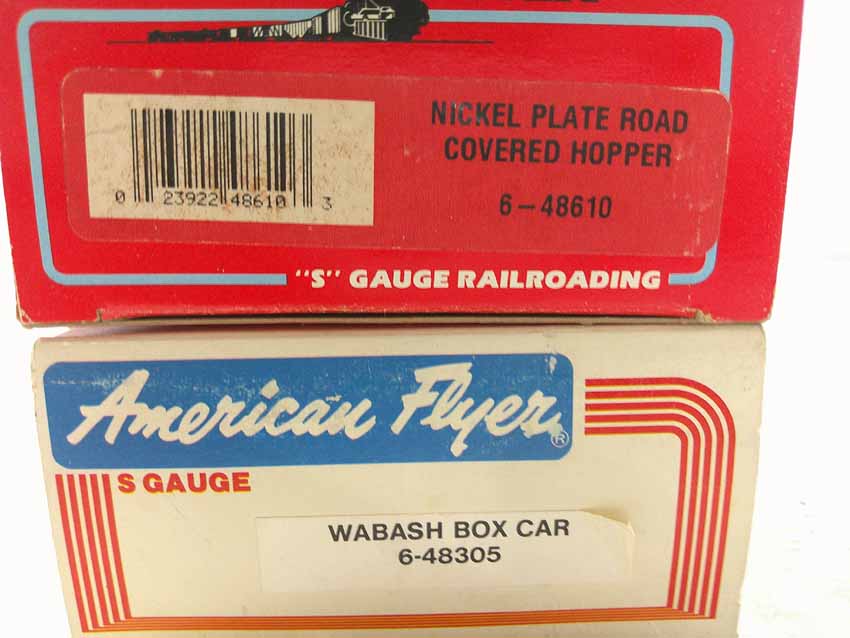 NICKEL PLATE ROAD
COVERED HOPPER
6-48610
0 23922 48610 3
"S" GAUGE RAILROADING
American Flyer®
S GAUGE
WABASH BOX CAR
6-48305